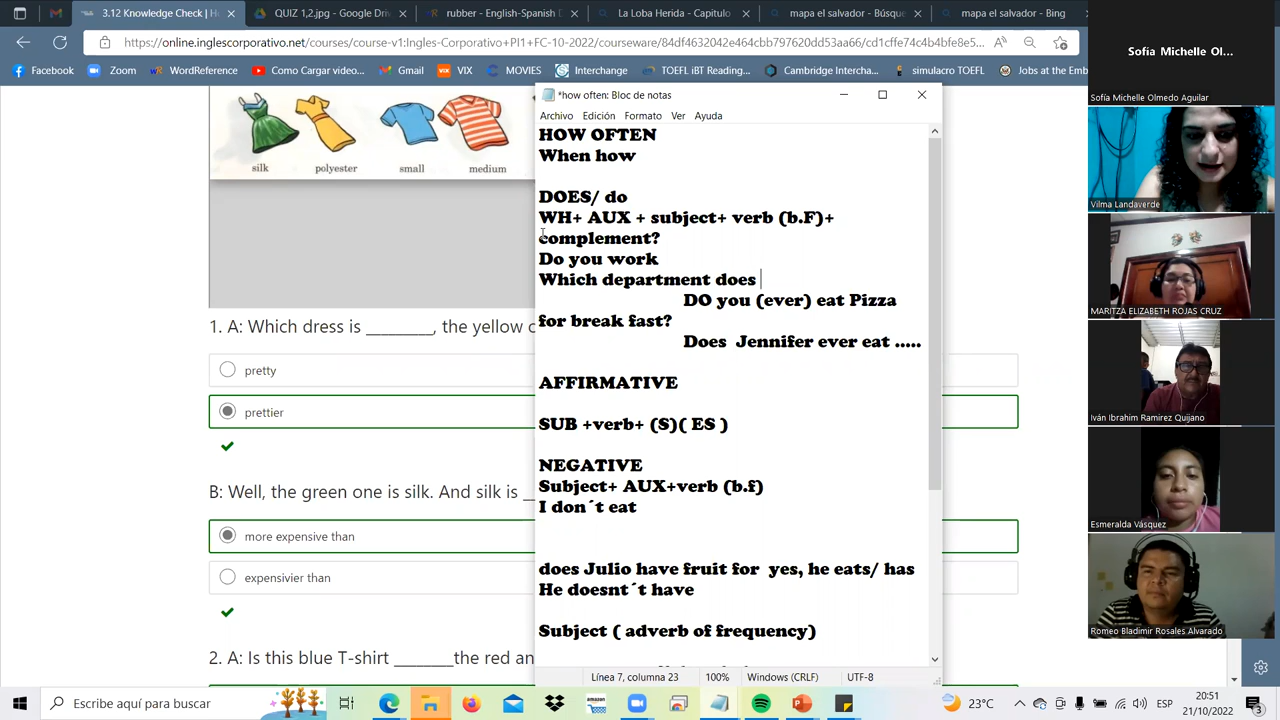 3.12 Knowledge Check | H
QUIZ 1,2.jpg - Google Drive
rubber - English-Spanish D
La Loba Herida - Capitulo
mapa el salvador - Búsque
mapa el salvador - Bing
https://online.inglescorporativo.net/courses/course-v1:Ingles-Corporativo+PI1+FC-10-2022/courseware/84df4632042e464cbb797620dd53aa66/cd1cffe74c4b4bfe8e5...
Facebook
Zoom
WordReference
Como Cargar video...
Gmail
VIX
MOVIES
Interchange
TOEFL iBT Reading...
Cambridge Intercha...
simulacro TOEFL
Jobs at the Emb
*how often: Bloc de notas
Archivo Edición Formato Ver Ayuda
HOW OFTEN
When how
DOES/ do
WH+ AUX + subject+ verb (b.F)+
complement?
Do you work
Which department does
DO you (ever) eat Pizza
for break fast?
Does Jennifer ever eat .....
AFFIRMATIVE
SUB +verb+ (S)( ES )
NEGATIVE
Subject+ AUX+verb (b.f)
I don´t eat
does Julio have fruit for yes, he eats/ has
He doesnt´t have
Subject ( adverb of frequency)
Línea 7, columna 23
100%
Windows (CRLF)
UTF-8
silk
polyester
small
medium
1. A: Which dress is ________, the yellow o
pretty
prettier
B: Well, the green one is silk. And silk is
more expensive than
expensivier than
2. A: Is this blue T-shirt _______the red an
Sofía Michelle Ol...
Sofía Michelle Olmedo Aguilar
Vilma Landaverde
MARITZA ELIZABETH ROJAS CRUZ
Iván Ibrahim Ramirez Quijano
Esmeralda Vásquez
Romeo Bladimir Rosales Alvarado
Escribe aquí para buscar
amazon
23°C
ESP
20:51
21/10/2022
3